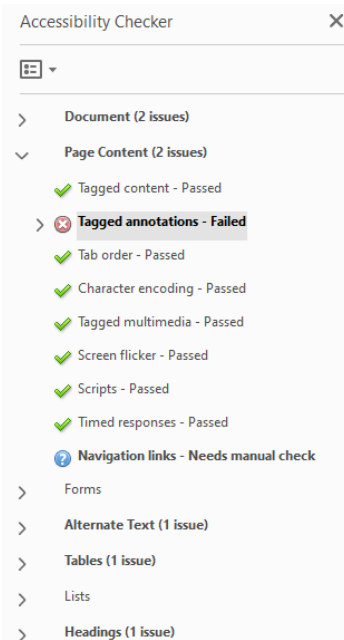 Accessibility Checker
Document (2 issues)
Page Content (2 issues)
Tagged content - Passed
Tagged annotations - Failed
Tab order - Passed
Character encoding - Passed
Tagged multimedia - Passed
Screen flicker - Passed
Scripts - Passed
Timed responses - Passed
Navigation links - Needs manual check
Forms
Alternate Text (1 issue)
Tables (1 issue)
Lists
Headings (1 issue)